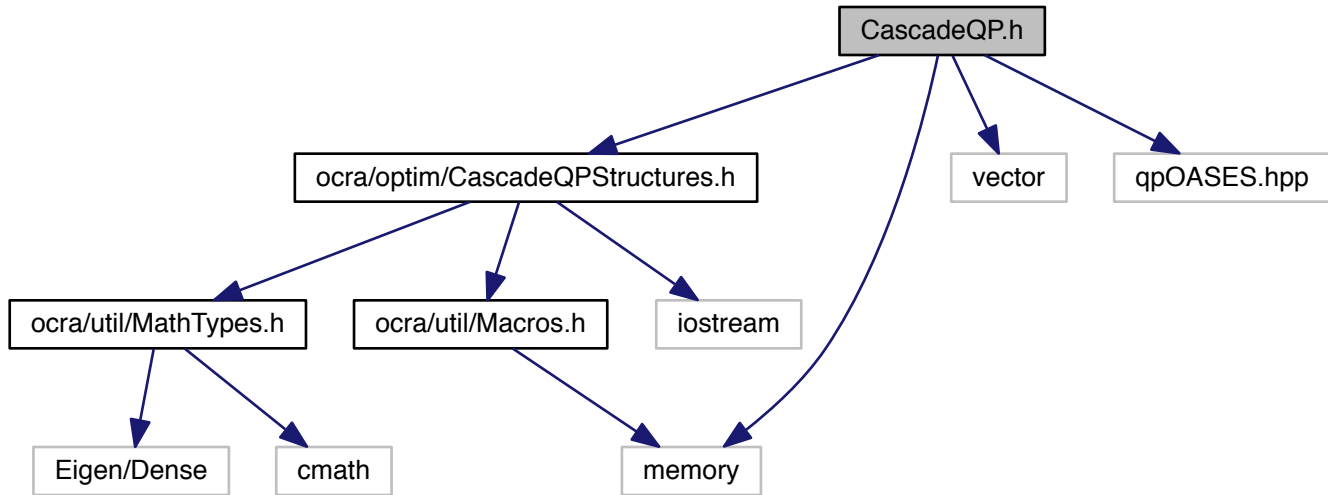 CascadeQP.h
ocra/optim/CascadeQPStructures.h
vector
qpOASES.hpp
ocra/util/MathTypes.h
ocra/util/Macros.h
iostream
Eigen/Dense
cmath
memory